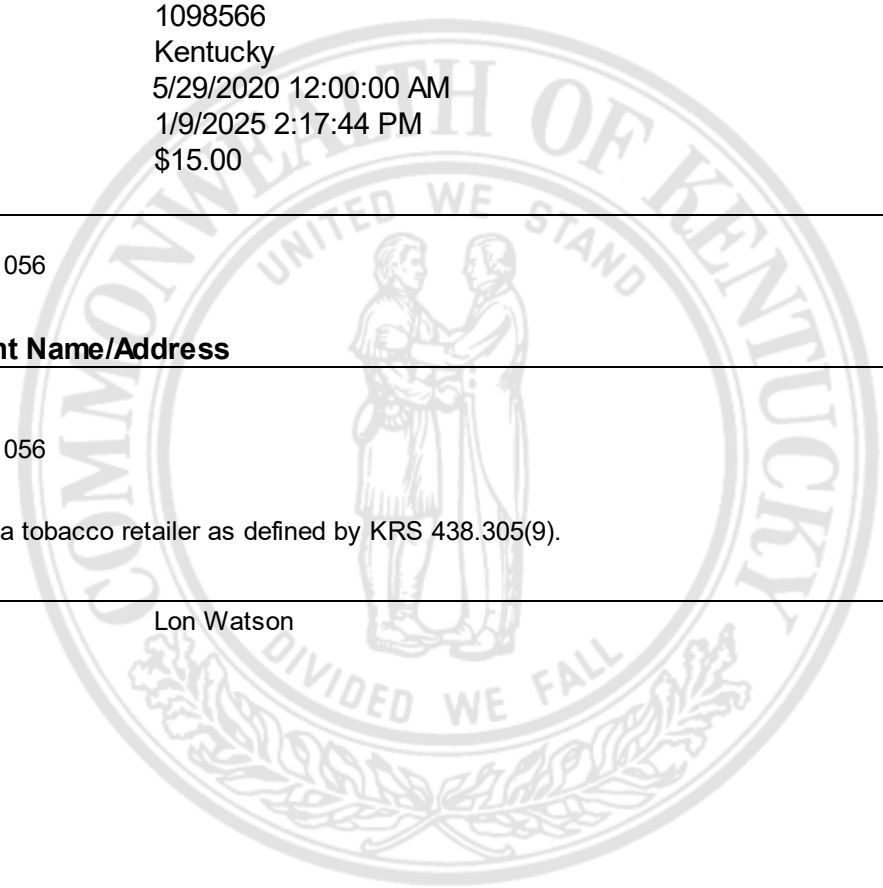 1098566
Kentucky
5/29/2020 12:00:00 AM
1/9/2025 2:17:44 PM
$15.00
056
nt Name/Address
056
a tobacco retailer as defined by KRS 438.305(9).
Lon Watson
COMMONWEALTH OF KENTUCKY
UNITED WE STAND
DIVIDED WE FALL